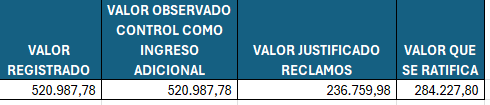 VALOR REGISTRADO
VALOR OBSERVADO CONTROL COMO INGRESO ADICIONAL
VALOR JUSTIFICADO RECLAMOS
VALOR QUE SE RATIFICA
520.987,78
520.987,78
236.759,98
284.227,80